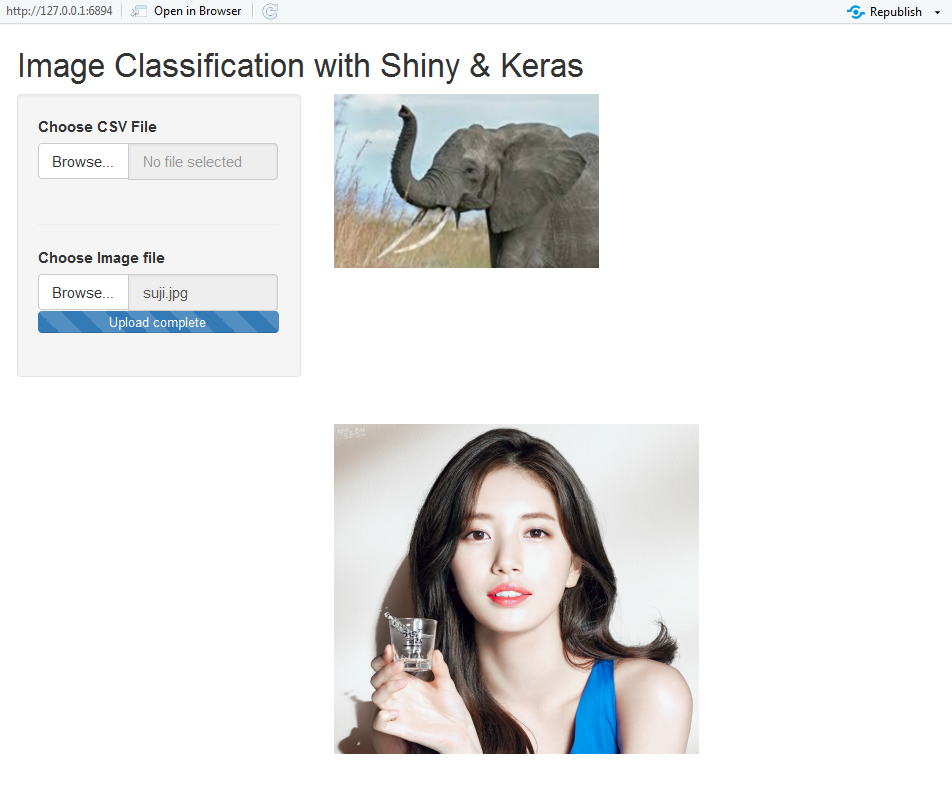 http://127.0.0.1:6894 Open in Browser Republish
Image Classification with Shiny & Keras
Choose CSV File
Browse... No file selected
Choose Image file
Browse... suji.jpg
Upload complete